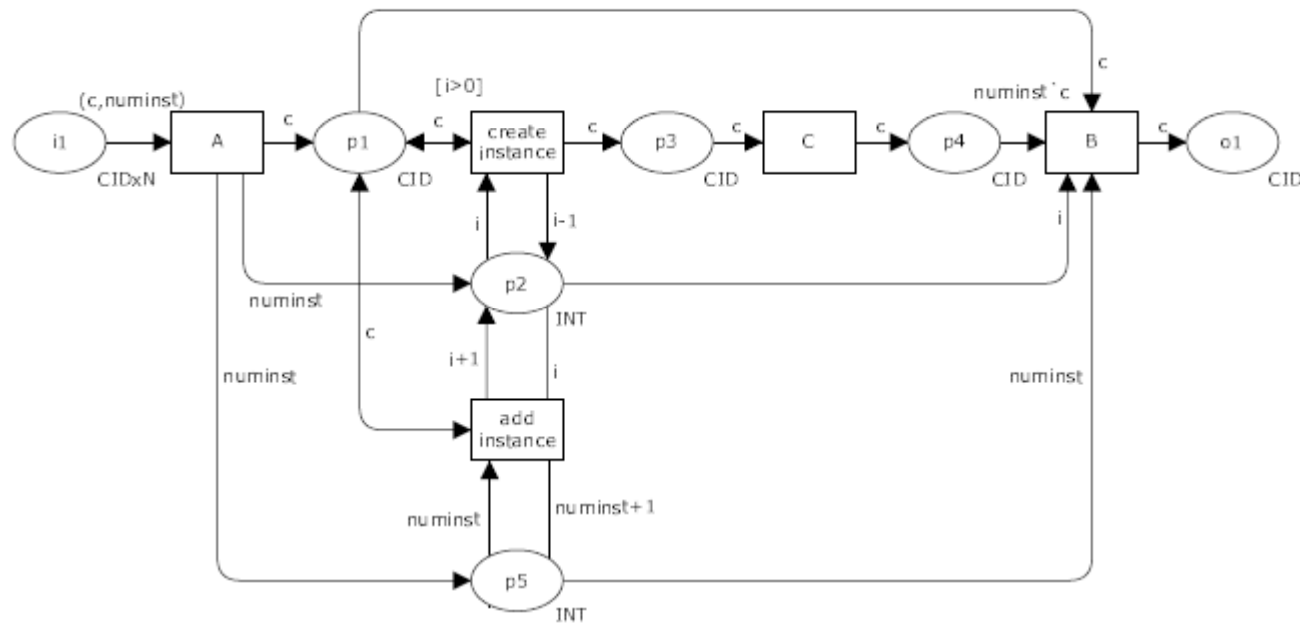 c
[i>0]
numinst`c
(c,numinst)
c
c
c
c
c
c
i1
A
p1
create
instance
p3
C
p4
B
o1
CIDxN
CID
CID
CID
CID
i
i-1
i
p2
numinst
INT
c
i+1
i
numinst
numinst
add
instance
numinst
numinst+1
p5
INT